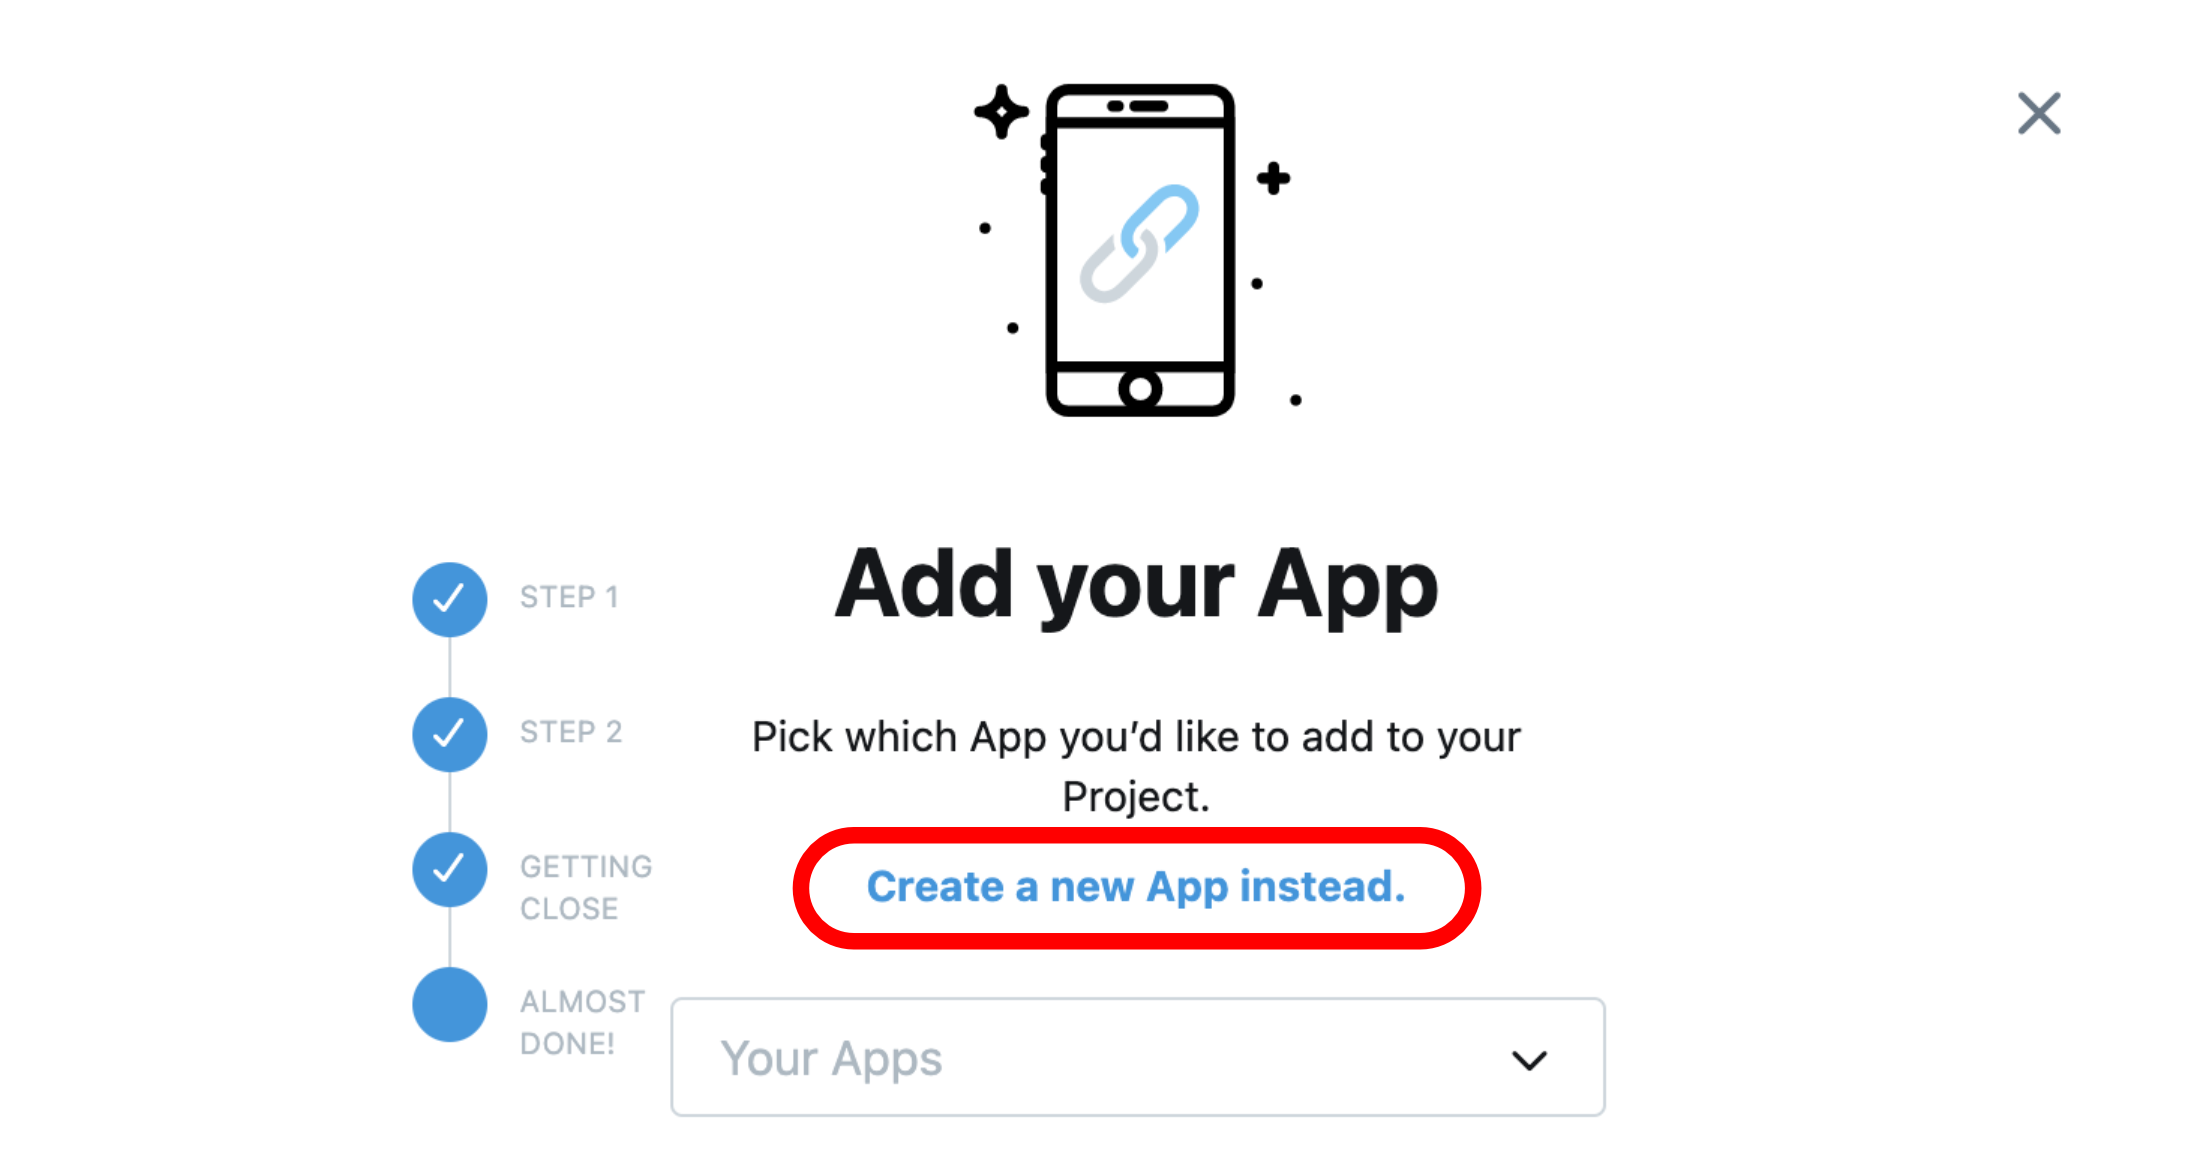 Add your App
Pick which App you’d like to add to your
Project.
Create a new App instead.
Your Apps
STEP 1
STEP 2
GETTING
CLOSE
ALMOST
DONE!